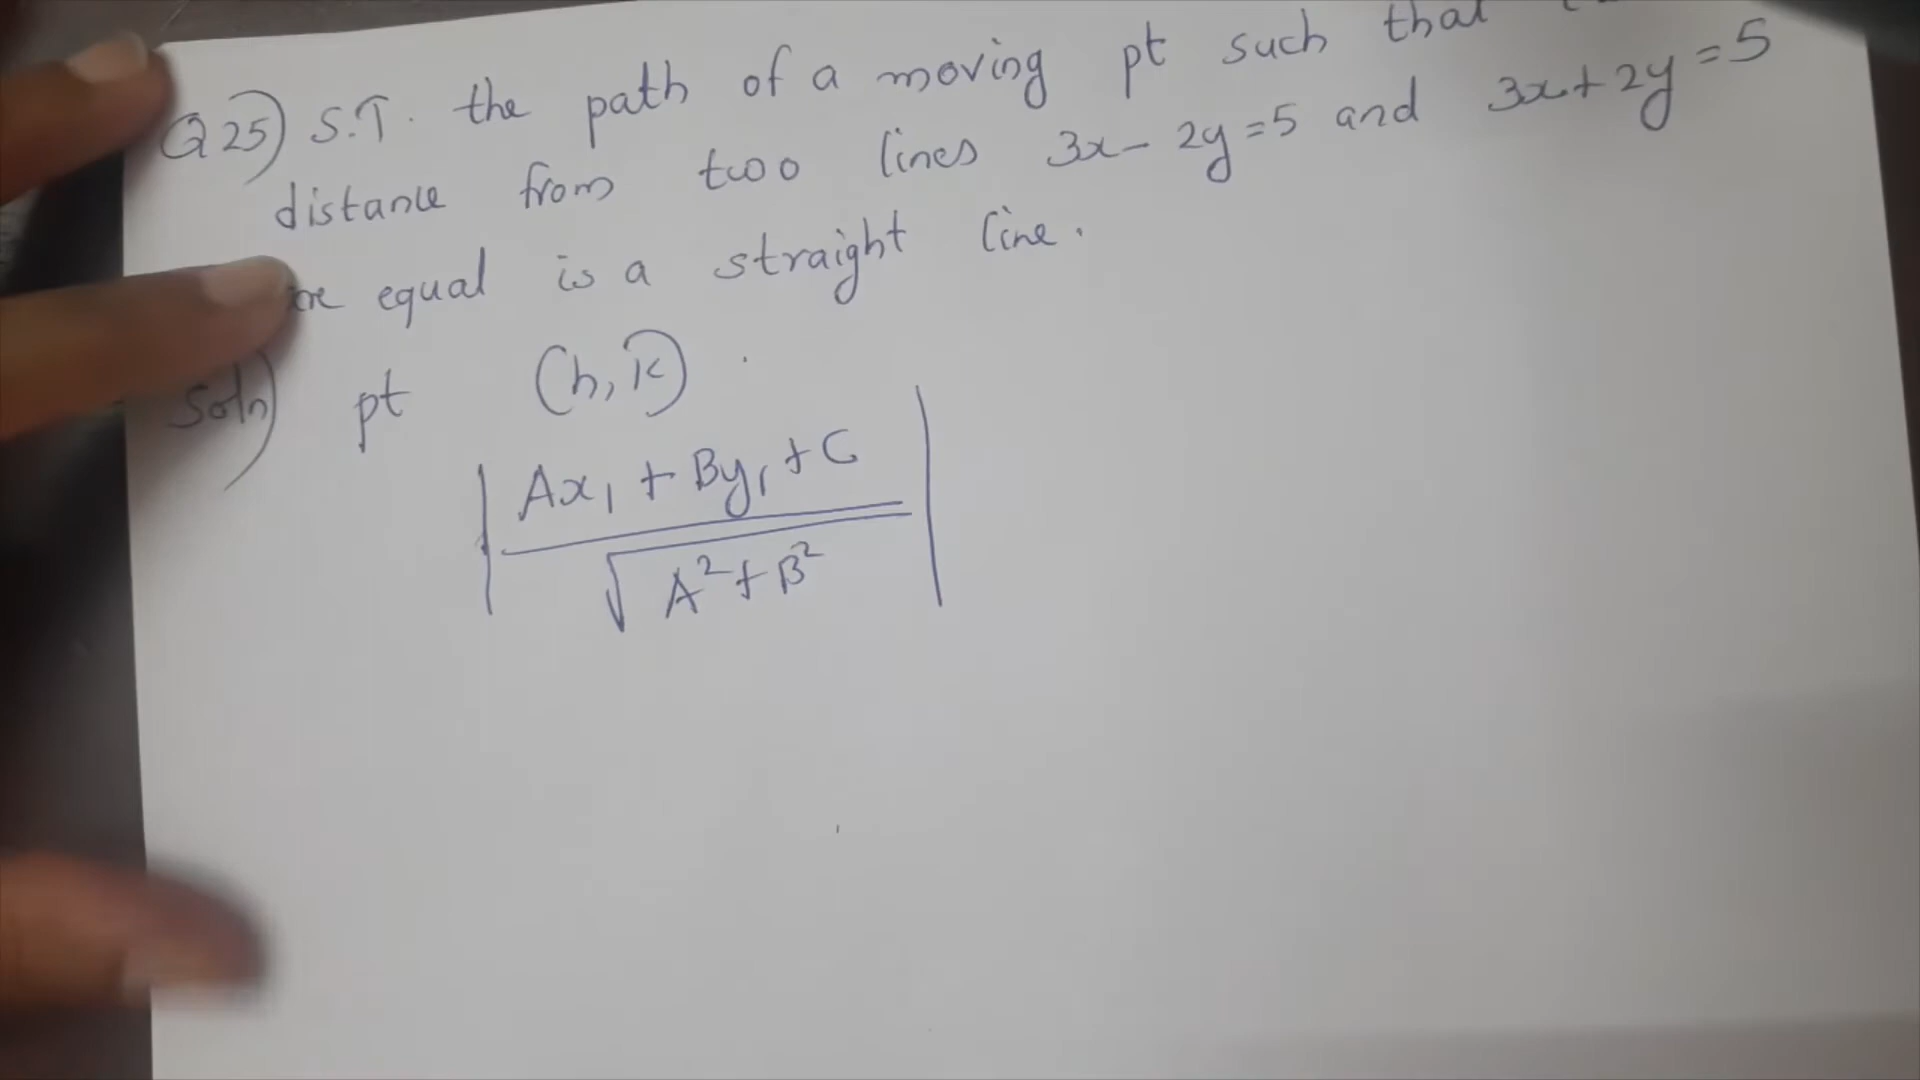 Q25) S.T. the path of a moving pt such that
distance from two lines 3x - 2y = 5 and 3x + 2y = 5
are equal is a straight line.
Soln) pt (h, k).
| Ax₁ + By₁ + C |
√A² + B²